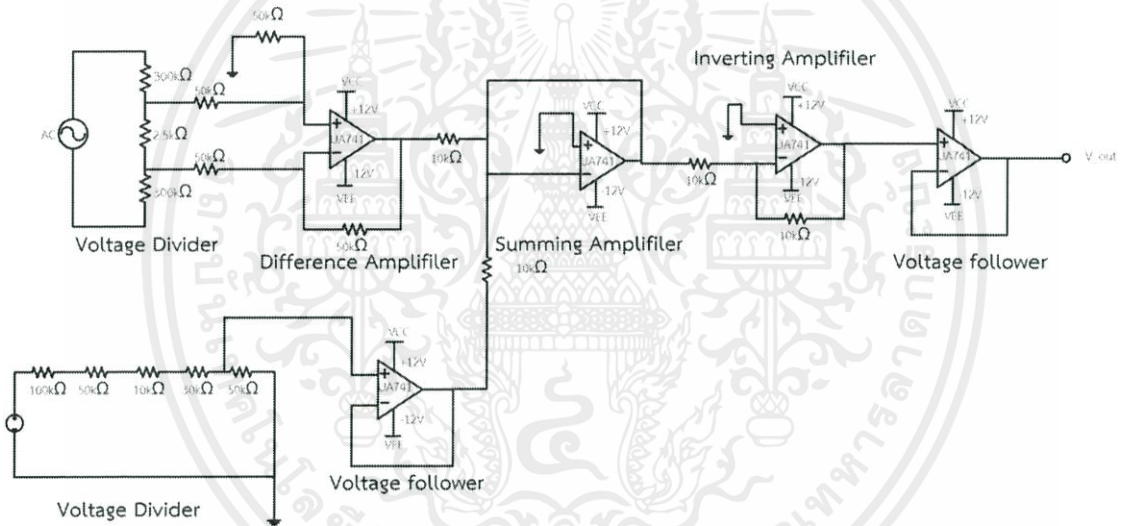 50kΩ
Inverting Amplifiler
300kΩ
50kΩ
VCC
+12V
VCC
+12V
VCC
+12V
VCC
+12V
AC
2.5kΩ
UA741
UA741
UA741
UA741
V_out
50kΩ
10kΩ
10kΩ
-12V
VEE
-12V
VEE
-12V
VEE
-12V
VEE
300kΩ
50kΩ
10kΩ
Voltage Divider
Difference Amplifiler
Summing Amplifiler
Voltage follower
10kΩ
VCC
+12V
100kΩ
50kΩ
10kΩ
50kΩ
UA741
-12V
VEE
Voltage follower
Voltage Divider